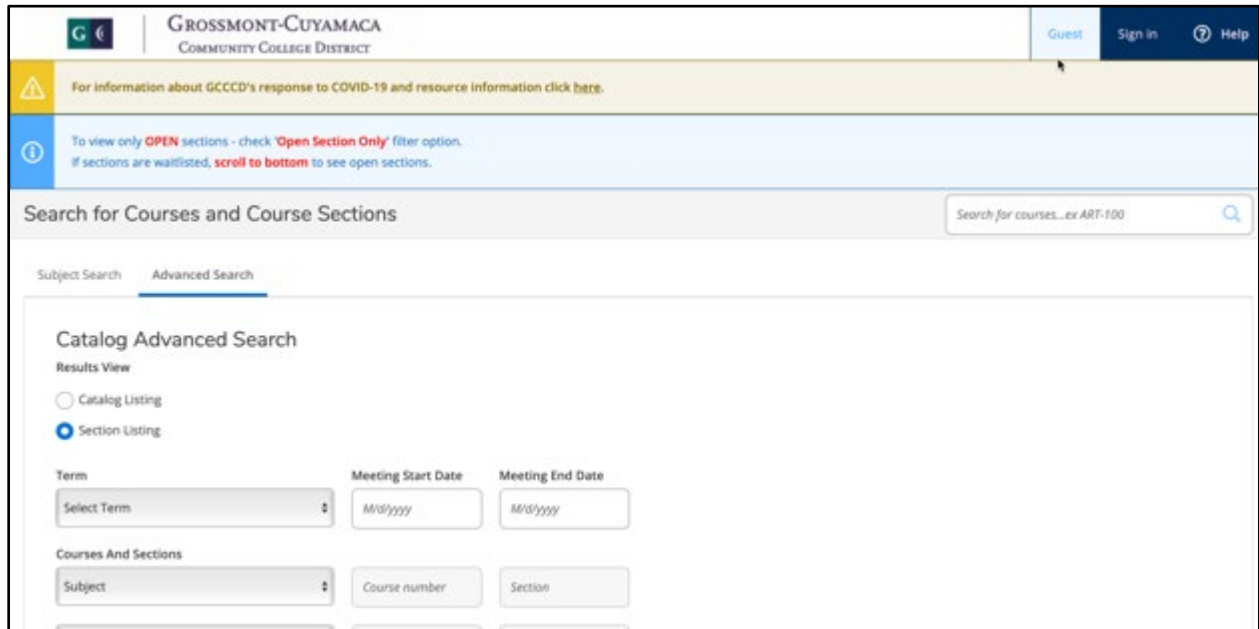 G C
GROSSMONT-CUYAMACA
COMMUNITY COLLEGE DISTRICT
Guest
Sign in
? Help
For information about GCCCD's response to COVID-19 and resource information click here.
To view only OPEN sections - check 'Open Section Only' filter option.
If sections are waitlisted, scroll to bottom to see open sections.
Search for Courses and Course Sections
Search for courses...ex ART-100
Subject Search
Advanced Search
Catalog Advanced Search
Results View
Catalog Listing
Section Listing
Term
Meeting Start Date
Meeting End Date
Select Term
M/d/yyyy
M/d/yyyy
Courses And Sections
Subject
Course number
Section